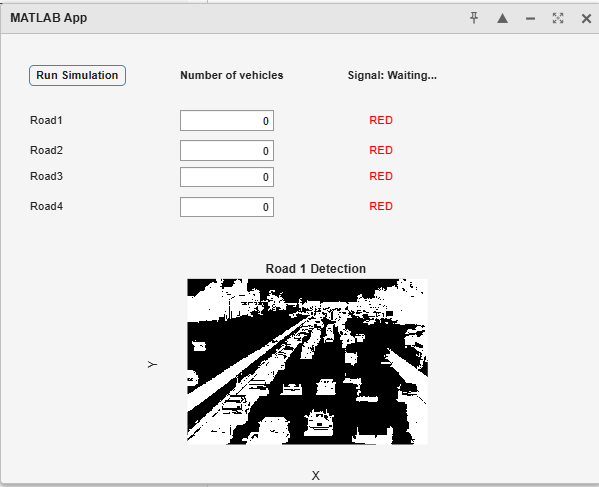 MATLAB App
Run Simulation Number of vehicles Signal: Waiting...
Road1 0 RED
Road2 0 RED
Road3 0 RED
Road4 0 RED
Road 1 Detection
Y
X